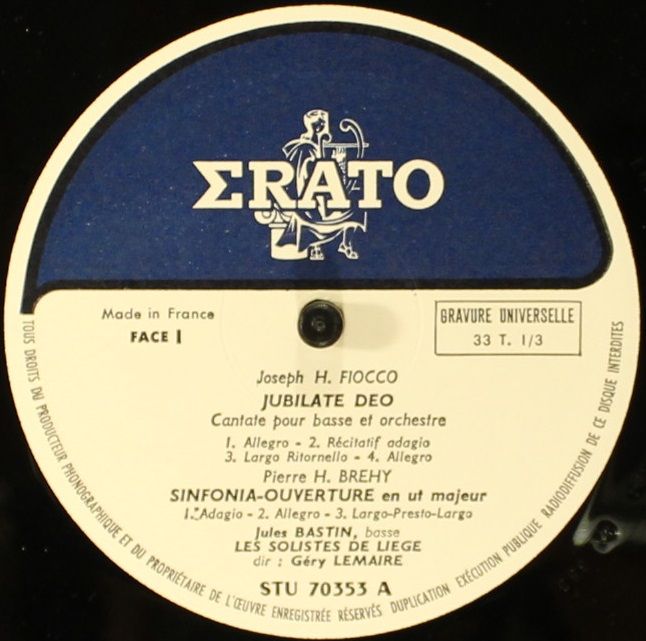 ΣRATO
Made in France
FACE I
GRAVURE UNIVERSELLE
33 T. 1/3
Joseph H. FIOCCO
JUBILATE DEO
Cantate pour basse et orchestre
1. Allegro - 2. Récitatif adagio
3. Largo Ritornello - 4. Allegro
Pierre H. BREHY
SINFONIA-OUVERTURE en ut majeur
1. Adagio - 2. Allegro - 3. Largo-Presto-Largo
Jules BASTIN, basse
LES SOLISTES DE LIEGE
dir : Géry LEMAIRE
STU 70353 A
TOUS DROITS DU PRODUCTEUR PHONOGRAPHIQUE ET DU PROPRIÉTAIRE DE L'ŒUVRE ENREGISTRÉE RÉSERVÉS DUPLICATION EXÉCUTION PUBLIQUE RADIODIFFUSION DE CE DISQUE INTERDITES